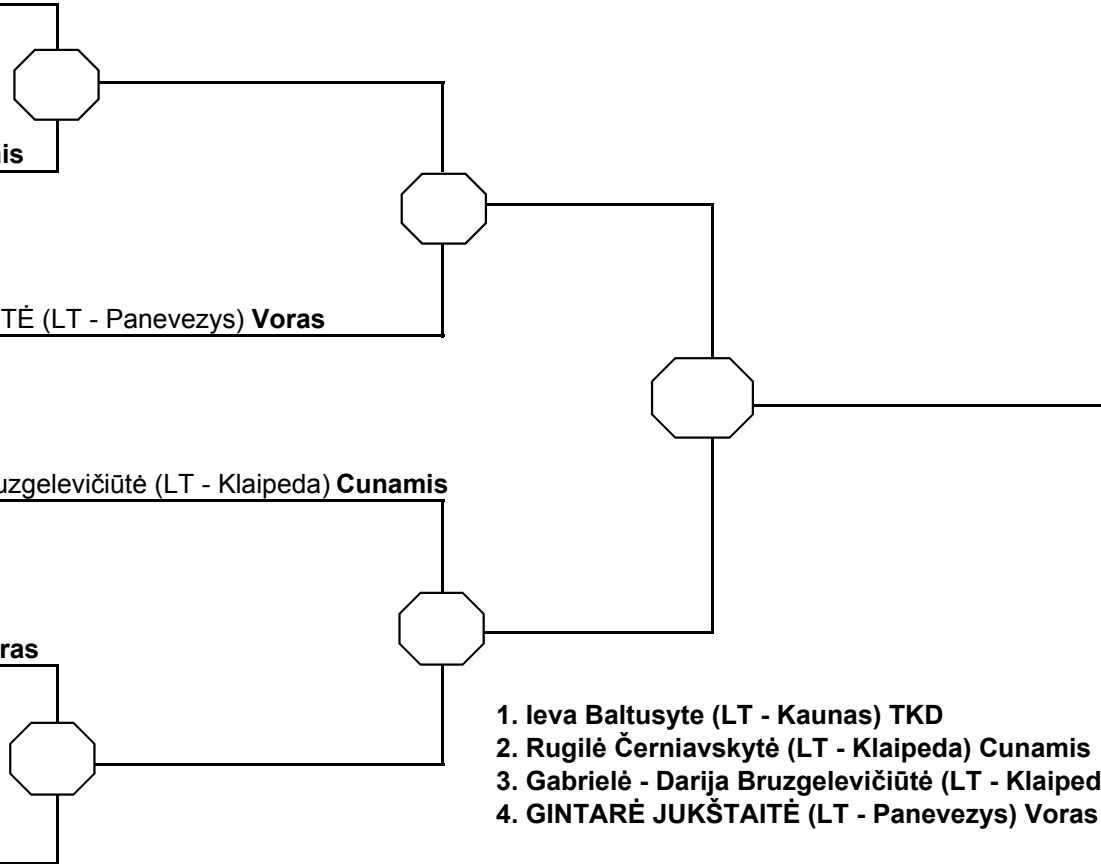 is
TĖ (LT - Panevezys) Voras
uzgelevičiūtė (LT - Klaipeda) Cunamis
ras
1. Ieva Baltusyte (LT - Kaunas) TKD
2. Rugilė Černiavskytė (LT - Klaipeda) Cunamis
3. Gabrielė - Darija Bruzgelevičiūtė (LT - Klaiped
4. GINTARĖ JUKŠTAITĖ (LT - Panevezys) Voras